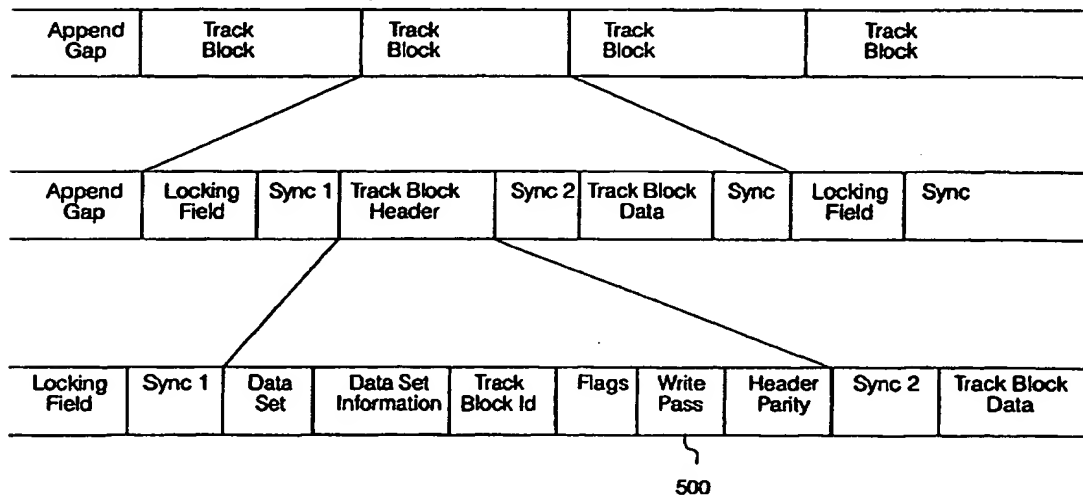 Append Gap Track Block Track Block Track Block Track Block
Append Gap Locking Field Sync 1 Track Block Header Sync 2 Track Block Data Sync Locking Field Sync
Locking Field Sync 1 Data Set Data Set Information Track Block Id Flags Write Pass Header Parity Sync 2 Track Block Data
500